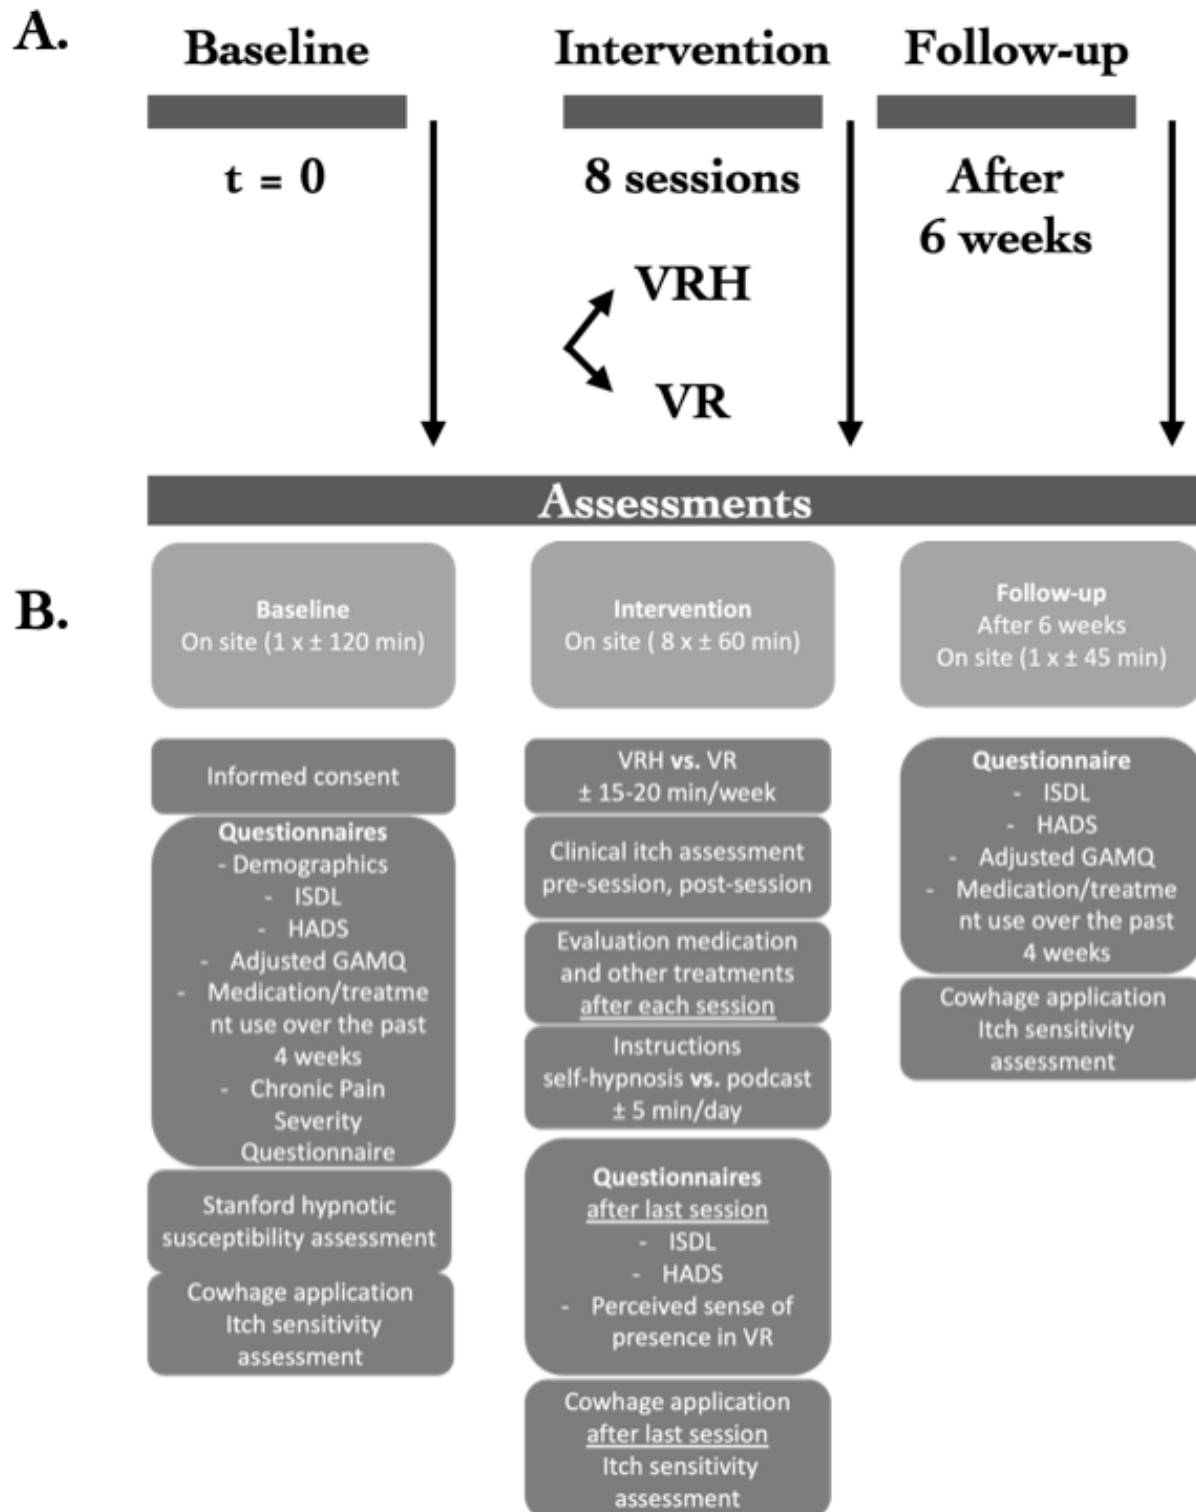 A.
Baseline
Intervention
Follow-up
t = 0
8 sessions
After
6 weeks
VRH
VR
Assessments
B.
Baseline
On site (1 x ± 120 min)
Informed consent
Questionnaires
- Demographics
- ISDL
- HADS
- Adjusted GAMQ
- Medication/treatme
nt use over the past
4 weeks
- Chronic Pain
Severity
Questionnaire
Stanford hypnotic
susceptibility assessment
Cowhage application
Itch sensitivity
assessment
Intervention
On site ( 8 x ± 60 min)
VRH vs. VR
± 15-20 min/week
Clinical itch assessment
pre-session, post-session
Evaluation medication
and other treatments
after each session
Instructions
self-hypnosis vs. podcast
± 5 min/day
Questionnaires
after last session
- ISDL
- HADS
- Perceived sense of
presence in VR
Cowhage application
after last session
Itch sensitivity
assessment
Follow-up
After 6 weeks
On site (1 x ± 45 min)
Questionnaire
- ISDL
- HADS
- Adjusted GAMQ
- Medication/treatme
nt use over the past
4 weeks
Cowhage application
Itch sensitivity
assessment